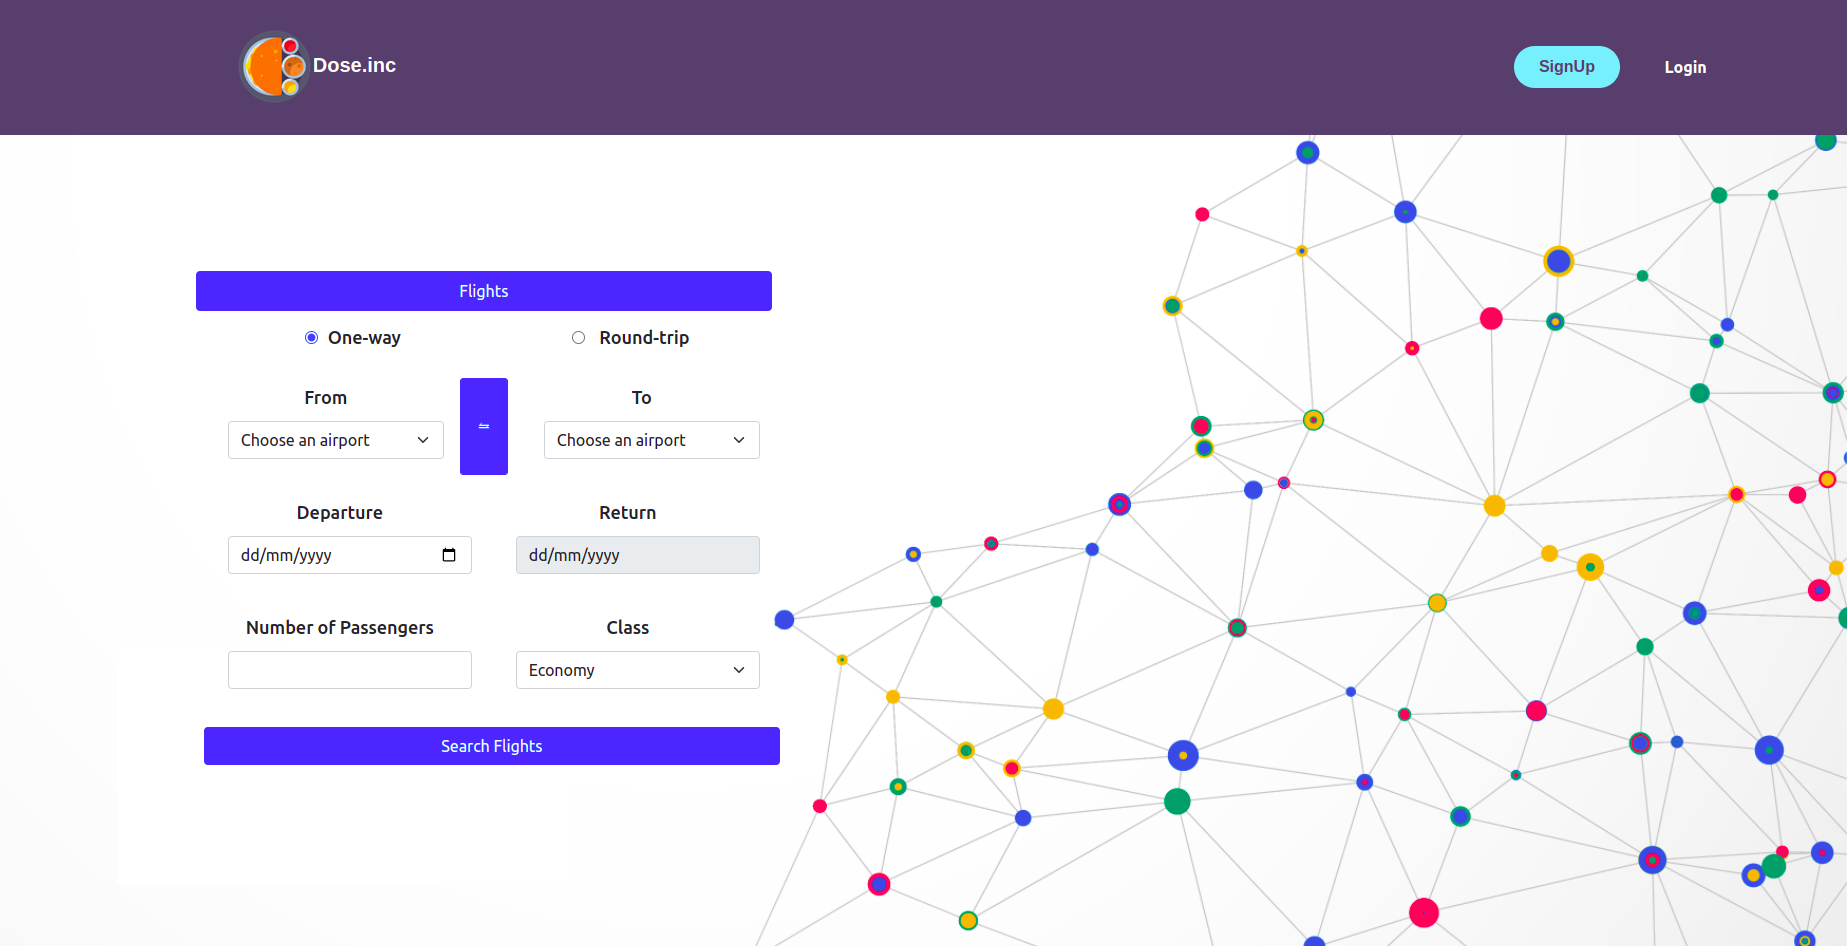 Dose.inc
SignUp
Login
Flights
One-way
Round-trip
From
⇋
To
Choose an airport
Choose an airport
Departure
Return
dd/mm/yyyy
dd/mm/yyyy
Number of Passengers
Class
Economy
Search Flights